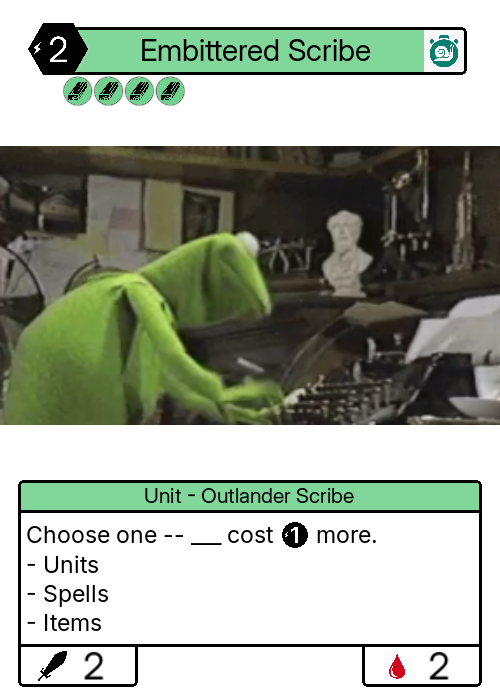 2 Embittered Scribe
Unit - Outlander Scribe
Choose one -- ___ cost 1 more.
- Units
- Spells
- Items
2 2